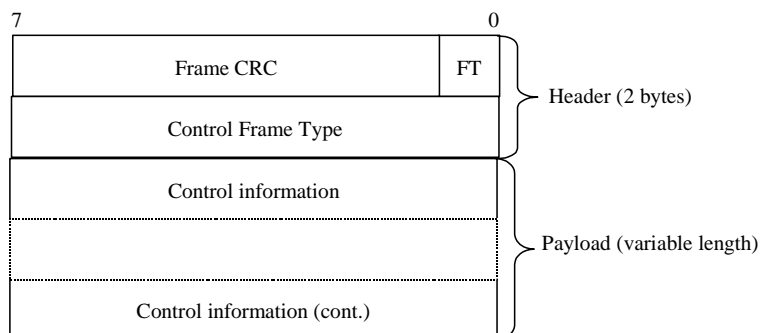 7 0
Frame CRC FT
Header (2 bytes)
Control Frame Type
Control information
Payload (variable length)
Control information (cont.)